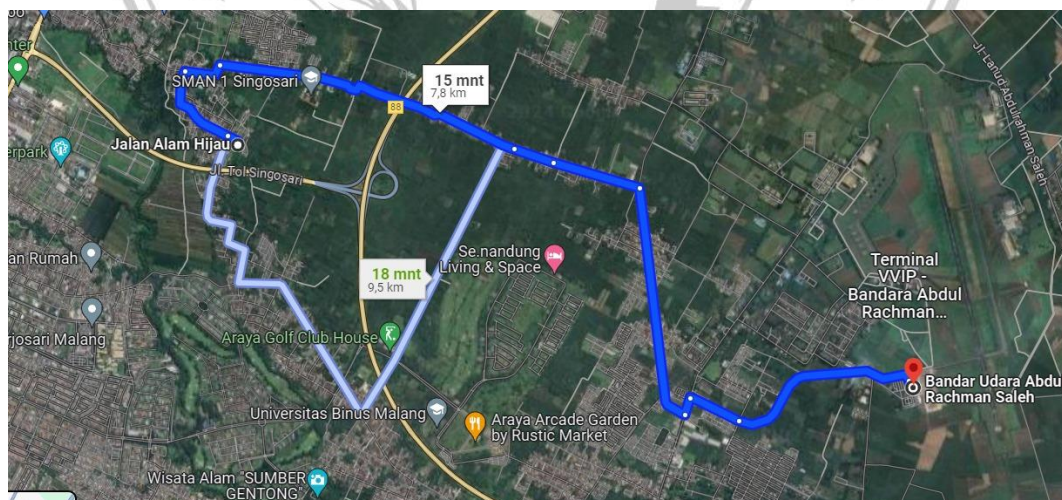 SMAN 1 Singosari
15 mnt
7,8 km
88
Jalan Alam Hijau
Jl. Tol Singosari
Jl. Lanud Abdulrahman Saleh
Se.nandung
Living & Space
18 mnt
9,5 km
Terminal
VVIP -
Bandara Abdul
Rachman...
Araya Golf Club House
Bandar Udara Abdu
Rachman Saleh
Universitas Binus Malang
Araya Arcade Garden
by Rustic Market
Wisata Alam "SUMBER
GENTONG"
an Rumah
rjosari Malang
erpark
nter